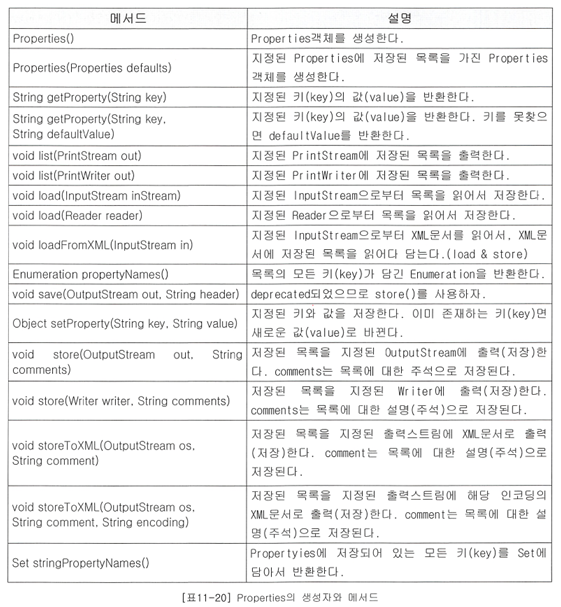 메서드 설명
Properties() Properties객체를 생성한다.
Properties(Properties defaults) 지정된 Properties에 저장된 목록을 가진 Properties
객체를 생성한다.
String getProperty(String key) 지정된 키(key)의 값(value)을 반환한다.
String getProperty(String key, 지정된 키(key)의 값(value)을 반환한다. 키를 못찾으
String defaultValue) 면 defaultValue를 반환한다.
void list(PrintStream out) 지정된 PrintStream에 저장된 목록을 출력한다.
void list(PrintWriter out) 지정된 PrintWriter에 저장된 목록을 출력한다.
void load(InputStream inStream) 지정된 InputStream으로부터 목록을 읽어서 저장한다.
void load(Reader reader) 지정된 Reader으로부터 목록을 읽어서 저장한다.
void loadFromXML(InputStream in) 지정된 InputStream으로부터 XML문서를 읽어서, XML문
서에 저장된 목록을 읽어다 담는다.(load & store)
Enumeration propertyNames() 목록의 모든 키(key)가 담긴 Enumeration을 반환한다.
void save(OutputStream out, String header) deprecated되었으므로 store()를 사용하자.
Object setProperty(String key, String value) 지정된 키와 값을 저장한다. 이미 존재하는 키(key)면
새로운 값(value)로 바뀐다.
void store(OutputStream out, String 저장된 목록을 지정된 OutputStream에 출력(저장)한
comments) 다. comments는 목록에 대한 주석으로 저장된다.
void store(Writer writer, String comments) 저장된 목록을 지정된 Writer에 출력(저장)한다.
comments는 목록에 대한 설명(주석)으로 저장된다.
void storeToXML(OutputStream os, 저장된 목록을 지정된 출력스트림에 XML문서로 출력
String comment) (저장)한다. comment는 목록에 대한 설명(주석)으로
저장된다.
void storeToXML(OutputStream os, 저장된 목록을 지정된 출력스트림에 해당 인코딩의
String comment, String encoding) XML문서로 출력(저장)한다. comment는 목록에 대한 설
명(주석)으로 저장된다.
Set stringPropertyNames() Propertyies에 저장되어 있는 모든 키(key)를 Set에
담아서 반환한다.
[표11-20] Properties의 생성자와 메서드